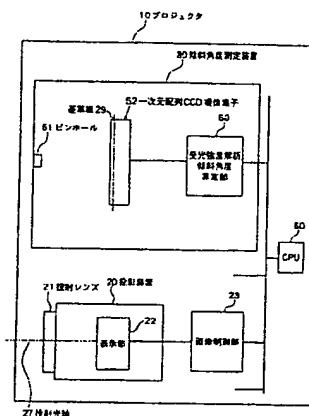 10 プロジェクタ
30 傾斜角度測定装置
基準線 29
52 一次元配列CCD撮像素子
51 ピンホール
53
受光強度解析
傾斜角度
算定部
60
CPU
21 投射レンズ
20 投影装置
22
表示部
23
画像制御部
27 投射光軸